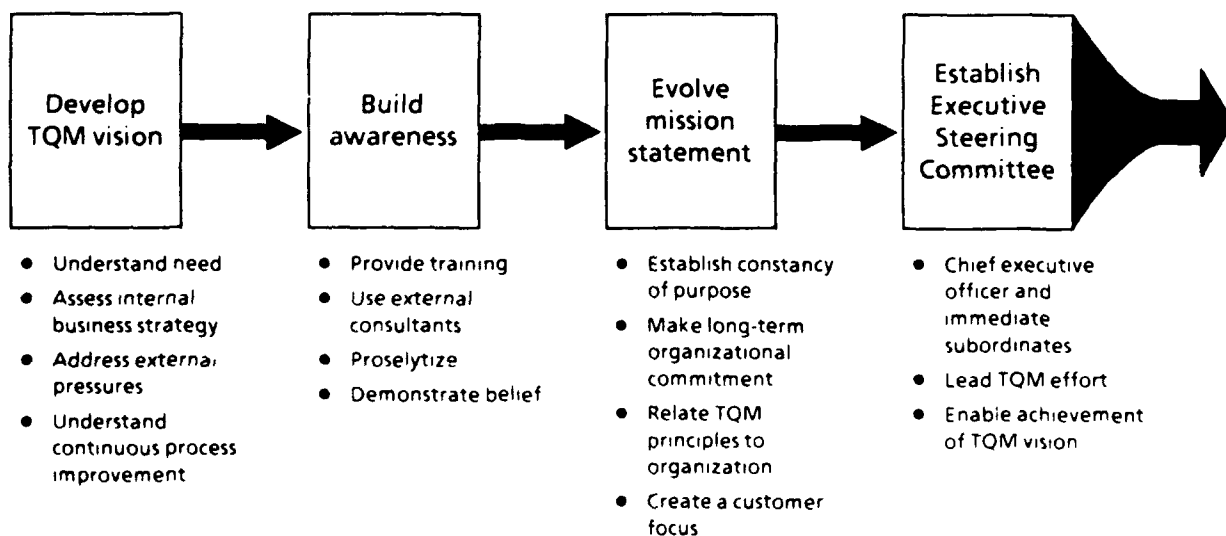 Develop
TQM vision
Build
awareness
Evolve
mission
statement
Establish
Executive
Steering
Committee
● Understand need
● Assess internal
business strategy
● Address external
pressures
● Understand
continuous process
improvement
● Provide training
● Use external
consultants
● Proselytize
● Demonstrate belief
● Establish constancy
of purpose
● Make long-term
organizational
commitment
● Relate TQM
principles to
organization
● Create a customer
focus
● Chief executive
officer and
immediate
subordinates
● Lead TQM effort
● Enable achievement
of TQM vision